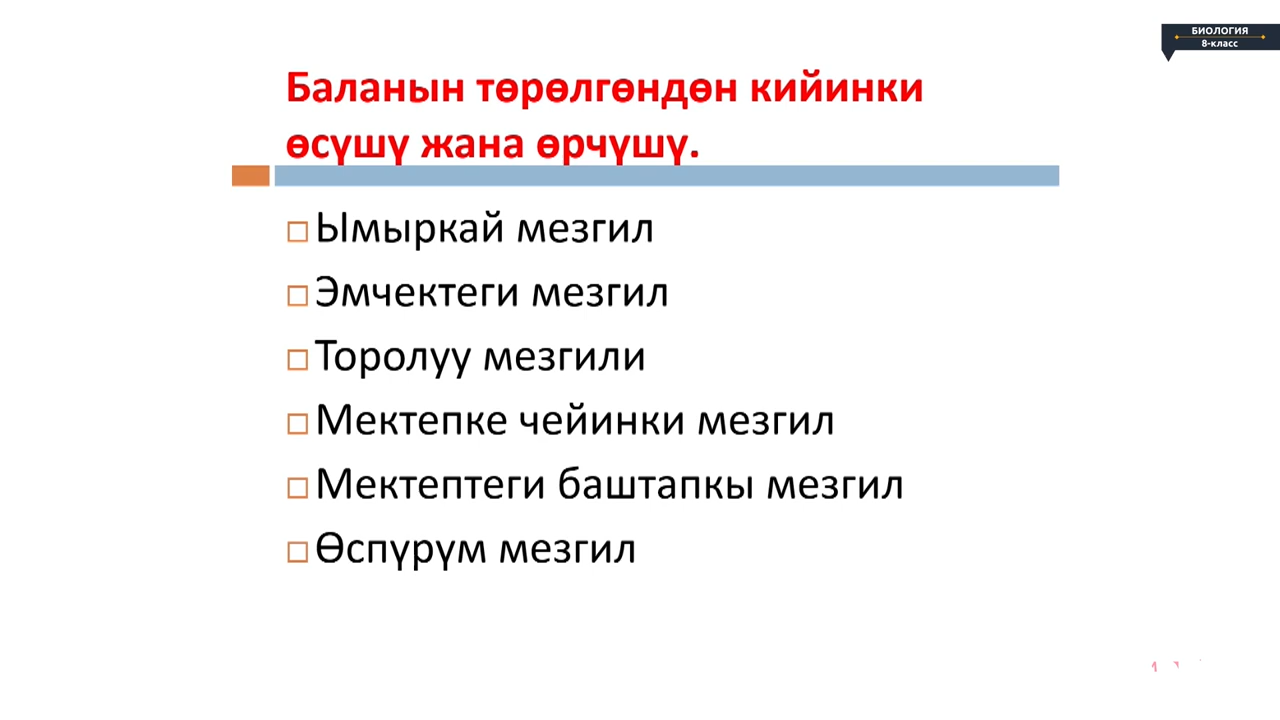 БИОЛОГИЯ
8-класс
Баланын төрөлгөндөн кийинки
өсүшү жана өрчүшү.
Ымыркай мезгил
Эмчектеги мезгил
Торолуу мезгили
Мектепке чейинки мезгил
Мектептеги баштапкы мезгил
Өспүрүм мезгил